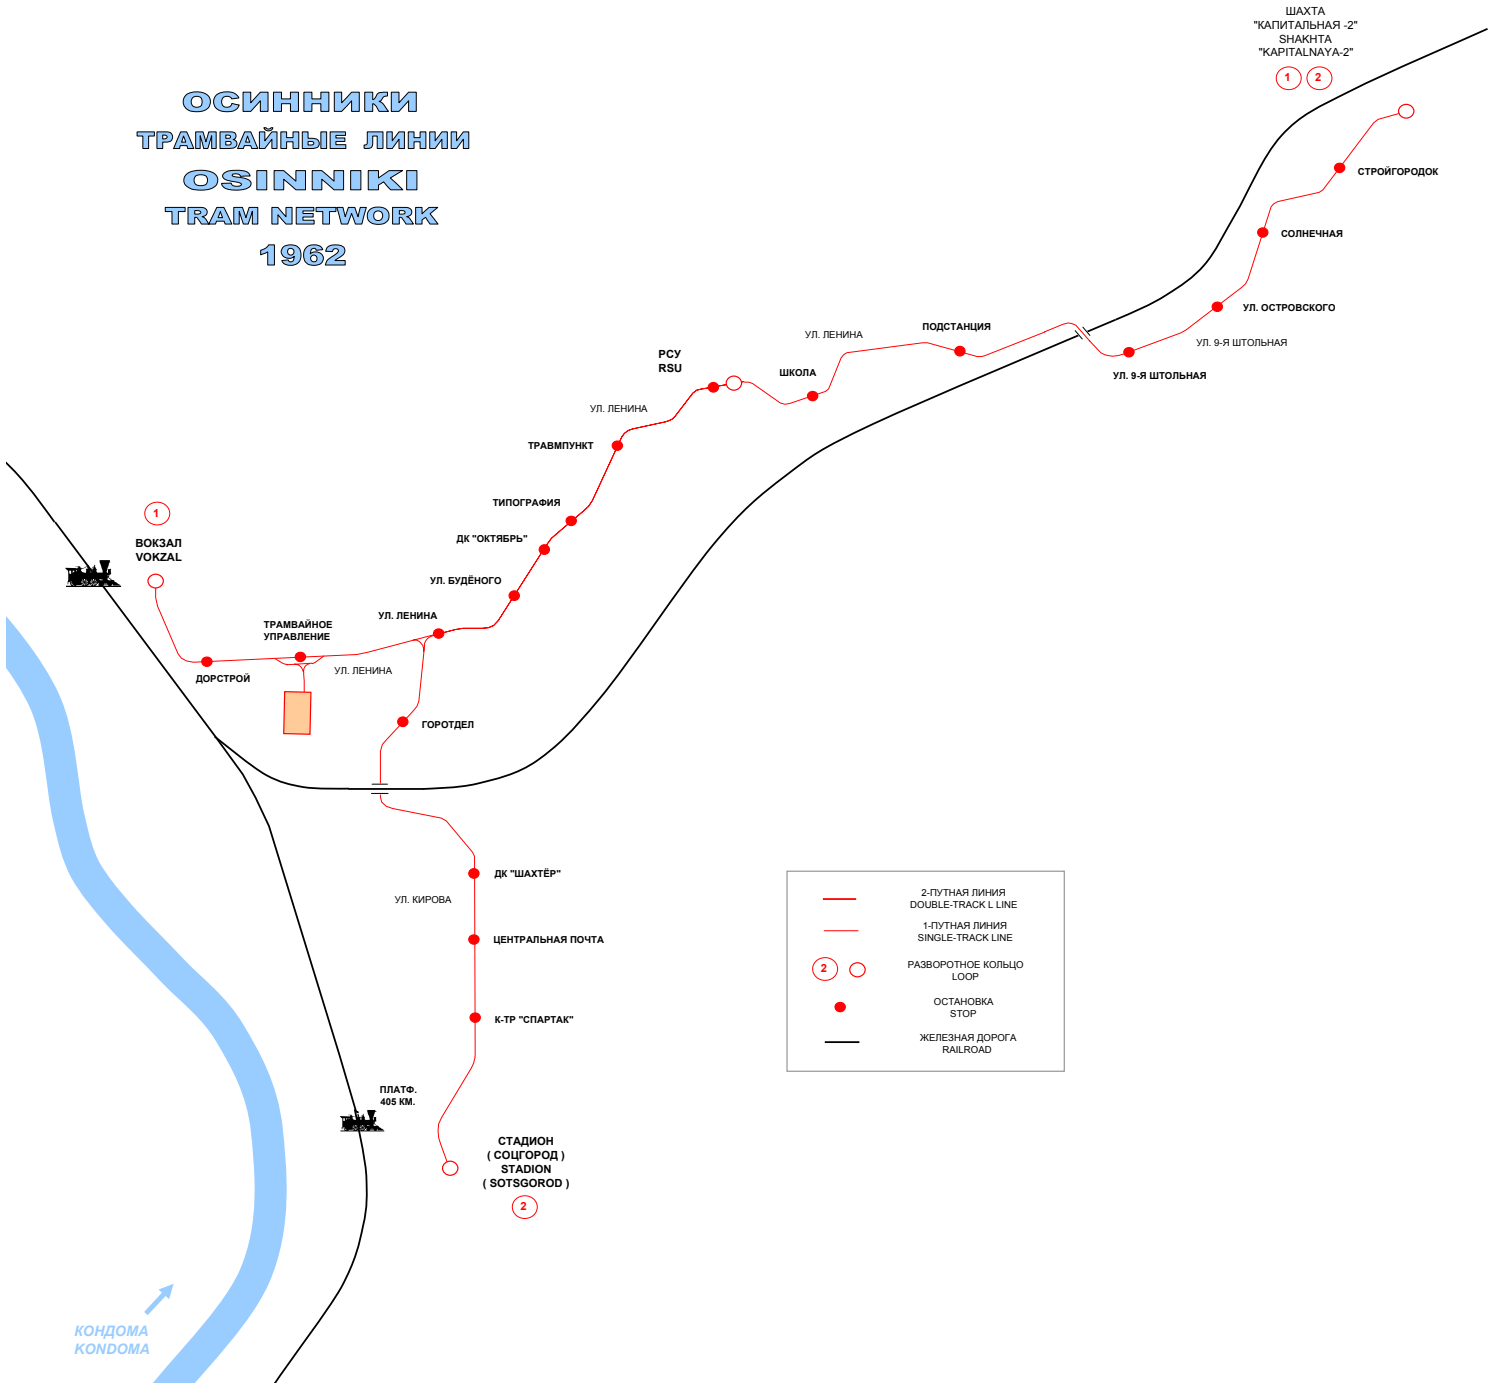 ШАХТА
"КАПИТАЛЬНАЯ -2"
SHAKHTA
"KAPITALNAYA-2"
1 2
ОСИННИКИ
ТРАМВАЙНЫЕ ЛИНИИ
OSINNIKI
TRAM NETWORK
1962
СТРОЙГОРОДОК
СОЛНЕЧНАЯ
УЛ. ОСТРОВСКОГО
УЛ. 9-Я ШТОЛЬНАЯ
УЛ. 9-Я ШТОЛЬНАЯ
ПОДСТАНЦИЯ
УЛ. ЛЕНИНА
ШКОЛА
РСУ
RSU
УЛ. ЛЕНИНА
ТРАВМПУНКТ
ТИПОГРАФИЯ
ДК "ОКТЯБРЬ"
УЛ. БУДЁНОГО
УЛ. ЛЕНИНА
1
ВОКЗАЛ
VOKZAL
ТРАМВАЙНОЕ
УПРАВЛЕНИЕ
УЛ. ЛЕНИНА
ДОРСТРОЙ
ГОРОТДЕЛ
ДК "ШАХТЁР"
УЛ. КИРОВА
ЦЕНТРАЛЬНАЯ ПОЧТА
К-ТР "СПАРТАК"
ПЛАТФ.
405 КМ.
СТАДИОН
( СОЦГОРОД )
STADION
( SOTSGOROD )
2
2-ПУТНАЯ ЛИНИЯ
DOUBLE-TRACK L LINE
1-ПУТНАЯ ЛИНИЯ
SINGLE-TRACK LINE
2
РАЗВОРОТНОЕ КОЛЬЦО
LOOP
ОСТАНОВКА
STOP
ЖЕЛЕЗНАЯ ДОРОГА
RAILROAD
КОНДОМА
KONDOMA